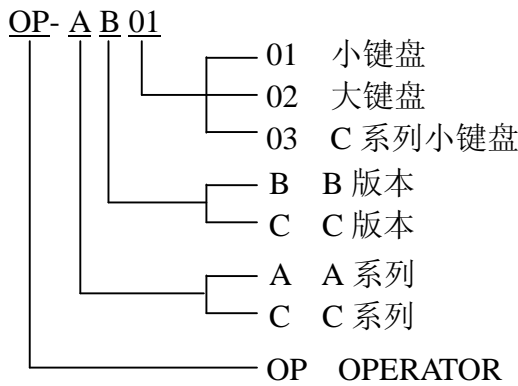 OP- A B 01
01 小键盘
02 大键盘
03 C 系列小键盘
B B 版本
C C 版本
A A 系列
C C 系列
OP OPERATOR